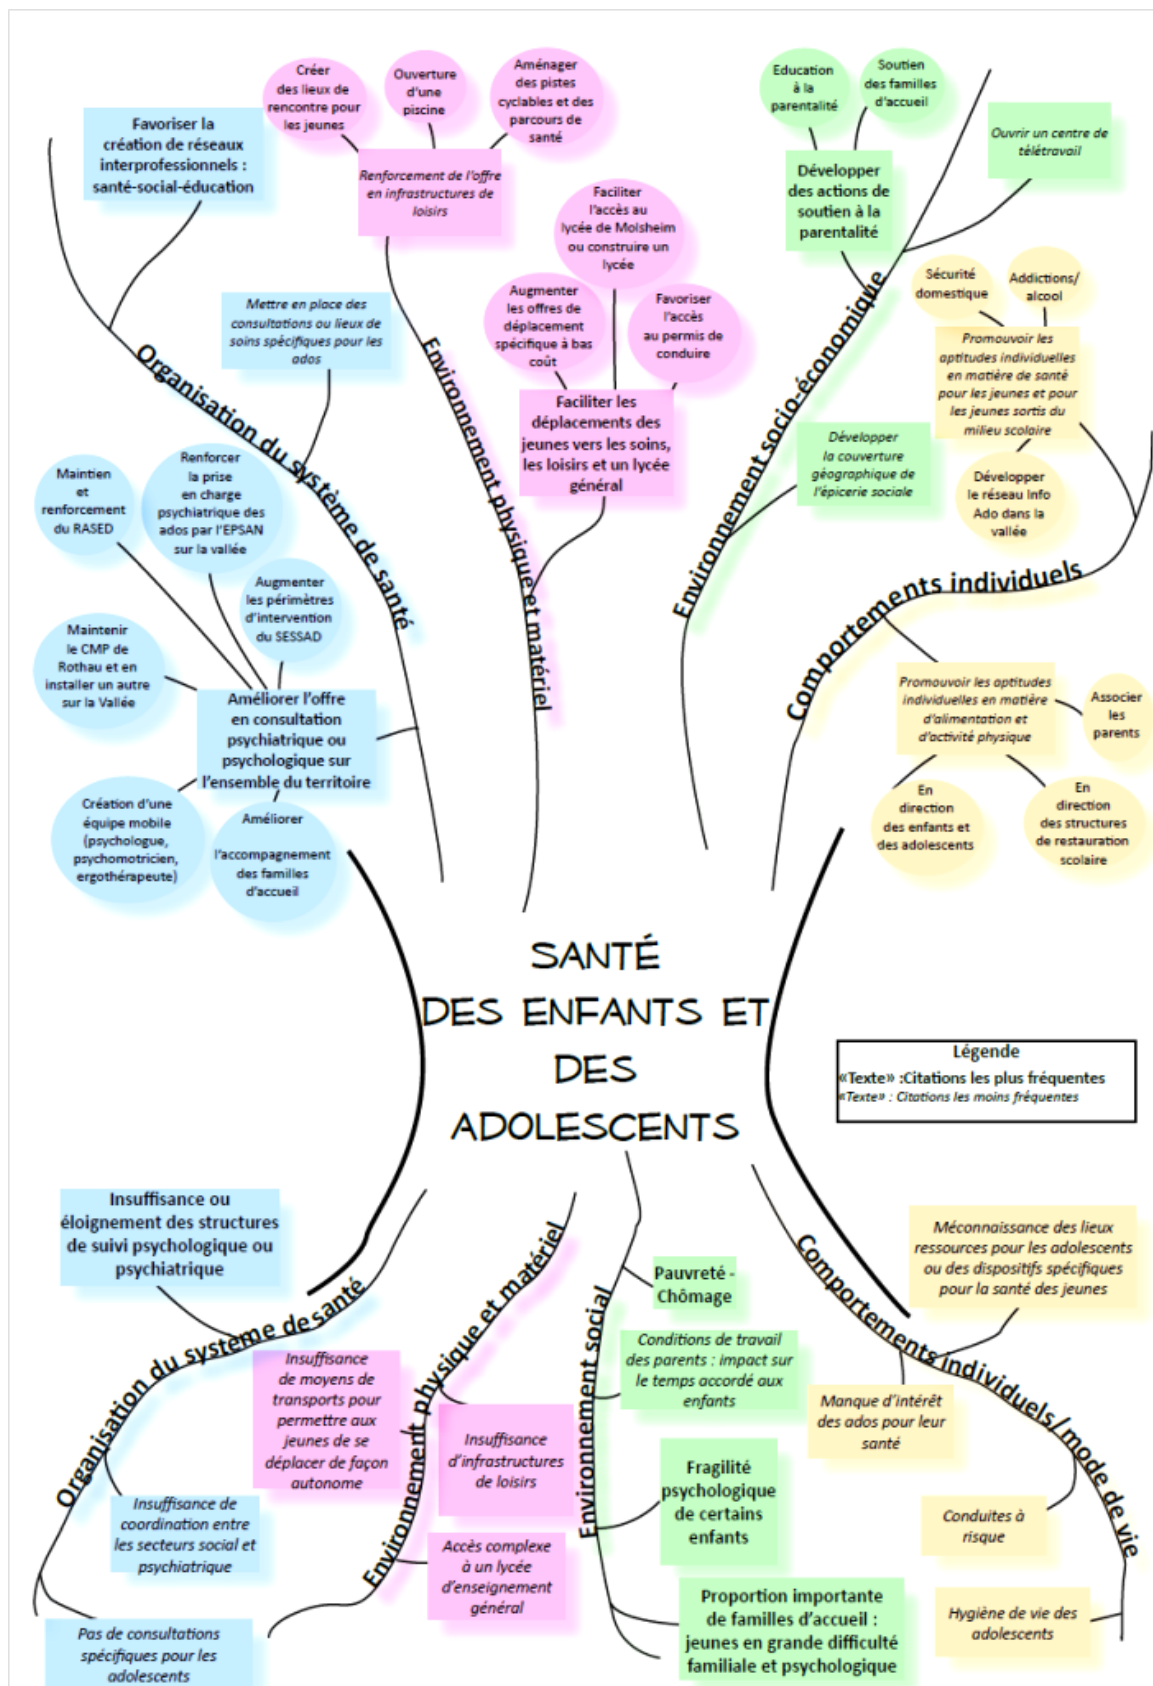 Créer
des lieux de
rencontre pour
les jeunes
Ouverture
d'une
piscine
Aménager
des pistes
cyclables et des
parcours de
santé
Education
à la
parentalité
Soutien
des familles
d'accueil
Favoriser la
création de réseaux
interprofessionnels :
santé-social-éducation
Renforcement de l'offre
en infrastructures de
loisirs
Développer
des actions de
soutien à la
parentalité
Ouvrir un centre de
télétravail
Faciliter
l'accès au
lycée de Molsheim
ou construire un
lycée
Mettre en place des
consultations ou lieux de
soins spécifiques pour les
ados
Augmenter
les offres de
déplacement
spécifique à bas
coût
Favoriser
l'accès
au permis de
conduire
Sécurité
domestique
Addictions/
alcool
Promouvoir les
aptitudes individuelles
en matière de santé
pour les jeunes et pour
les jeunes sortis du
milieu scolaire
Organisation du système de santé
Environnement physique et matériel
Environnement socio-économique
Comportements individuels
Faciliter les
déplacements des
jeunes vers les soins,
les loisirs et un lycée
général
Développer
la couverture
géographique de
l'épicerie sociale
Développer
le réseau Info
Ado dans la
vallée
Maintien
et
renforcement
du RASED
Renforcer
la prise
en charge
psychiatrique des
ados par l'EPSAN
sur la vallée
Augmenter
les périmètres
d'intervention
du SESSAD
Maintenir
le CMP de
Rothau et en
installer un autre
sur la Vallée
Améliorer l'offre
en consultation
psychiatrique ou
psychologique sur
l'ensemble du territoire
Promouvoir les aptitudes
individuelles en matière
d'alimentation et
d'activité physique
Associer
les
parents
Création d'une
équipe mobile
(psychologue,
psychomotricien,
ergothérapeute)
Améliorer
l'accompagnement
des familles
d'accueil
En
direction
des enfants et
des adolescents
En
direction
des structures
de restauration
scolaire
SANTÉ
DES ENFANTS ET
DES
ADOLESCENTS
Légende
«Texte» :Citations les plus fréquentes
«Texte» : Citations les moins fréquentes
Insuffisance ou
éloignement des structures
de suivi psychologique ou
psychiatrique
Organisation du système de santé
Environnement physique et matériel
Environnement social
Comportements individuels/mode de vie
Méconnaissance des lieux
ressources pour les adolescents
ou des dispositifs spécifiques
pour la santé des jeunes
Pauvreté -
Chômage
Insuffisance
de moyens de
transports pour
permettre aux
jeunes de se
déplacer de façon
autonome
Conditions de travail
des parents : impact sur
le temps accordé aux
enfants
Manque d'intérêt
des ados pour leur
santé
Insuffisance
d'infrastructures
de loisirs
Fragilité
psychologique
de certains
enfants
Insuffisance de
coordination entre
les secteurs social et
psychiatrique
Conduites à
risque
Accès complexe
à un lycée
d'enseignement
général
Proportion importante
de familles d'accueil :
jeunes en grande difficulté
familiale et psychologique
Hygiène de vie des
adolescents
Pas de consultations
spécifiques pour les
adolescents